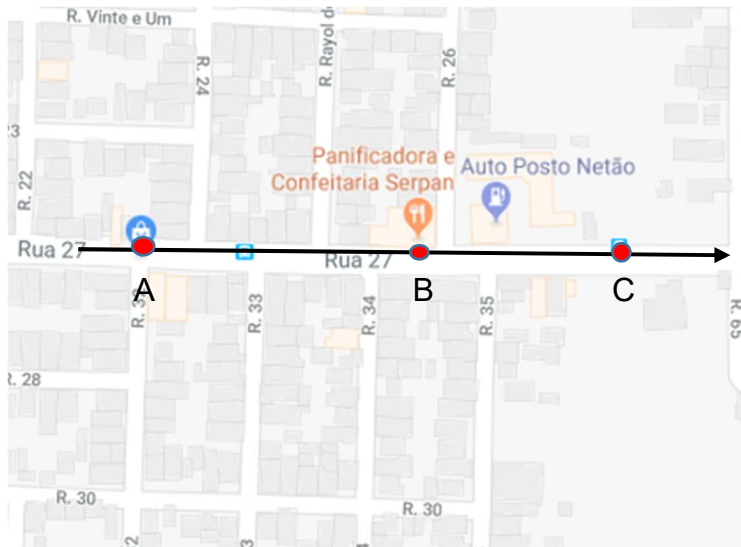 R. Vinte e Um
R. 24
R. Rayol d
R. 26
23
R. 22
Panificadora e
Confeitaria Serpan
Auto Posto Netão
Rua 27
Rua 27
A
B
C
R. 33
R. 34
R. 35
R. 65
R. 28
R. 30
R. 30